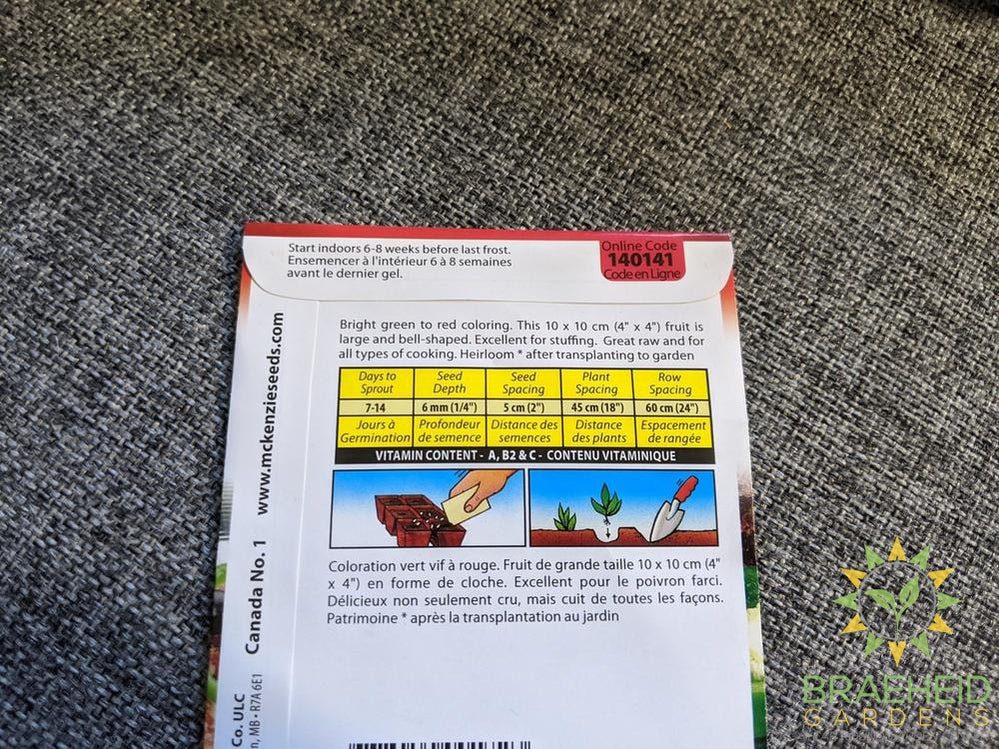 Start indoors 6-8 weeks before last frost.
Ensemencer à l'intérieur 6 à 8 semaines
avant le dernier gel.
Online Code
140141
Code en Ligne
Bright green to red coloring. This 10 x 10 cm (4" x 4") fruit is
large and bell-shaped. Excellent for stuffing. Great raw and for
all types of cooking. Heirloom * after transplanting to garden
Days to Sprout
Seed Depth
Seed Spacing
Plant Spacing
Row Spacing
7-14
6 mm (1/4")
5 cm (2")
45 cm (18")
60 cm (24")
Jours à Germination
Profondeur de semence
Distance des semences
Distance des plants
Espacement de rangée
VITAMIN CONTENT - A, B2 & C - CONTENU VITAMINIQUE
Coloration vert vif à rouge. Fruit de grande taille 10 x 10 cm (4"
x 4") en forme de cloche. Excellent pour le poivron farci.
Délicieux non seulement cru, mais cuit de toutes les façons.
Patrimoine * après la transplantation au jardin
www.mckenzieseeds.com
Canada No. 1
Co. ULC
n, MB • R7A 6E1
BRAEHEID
GARDENS